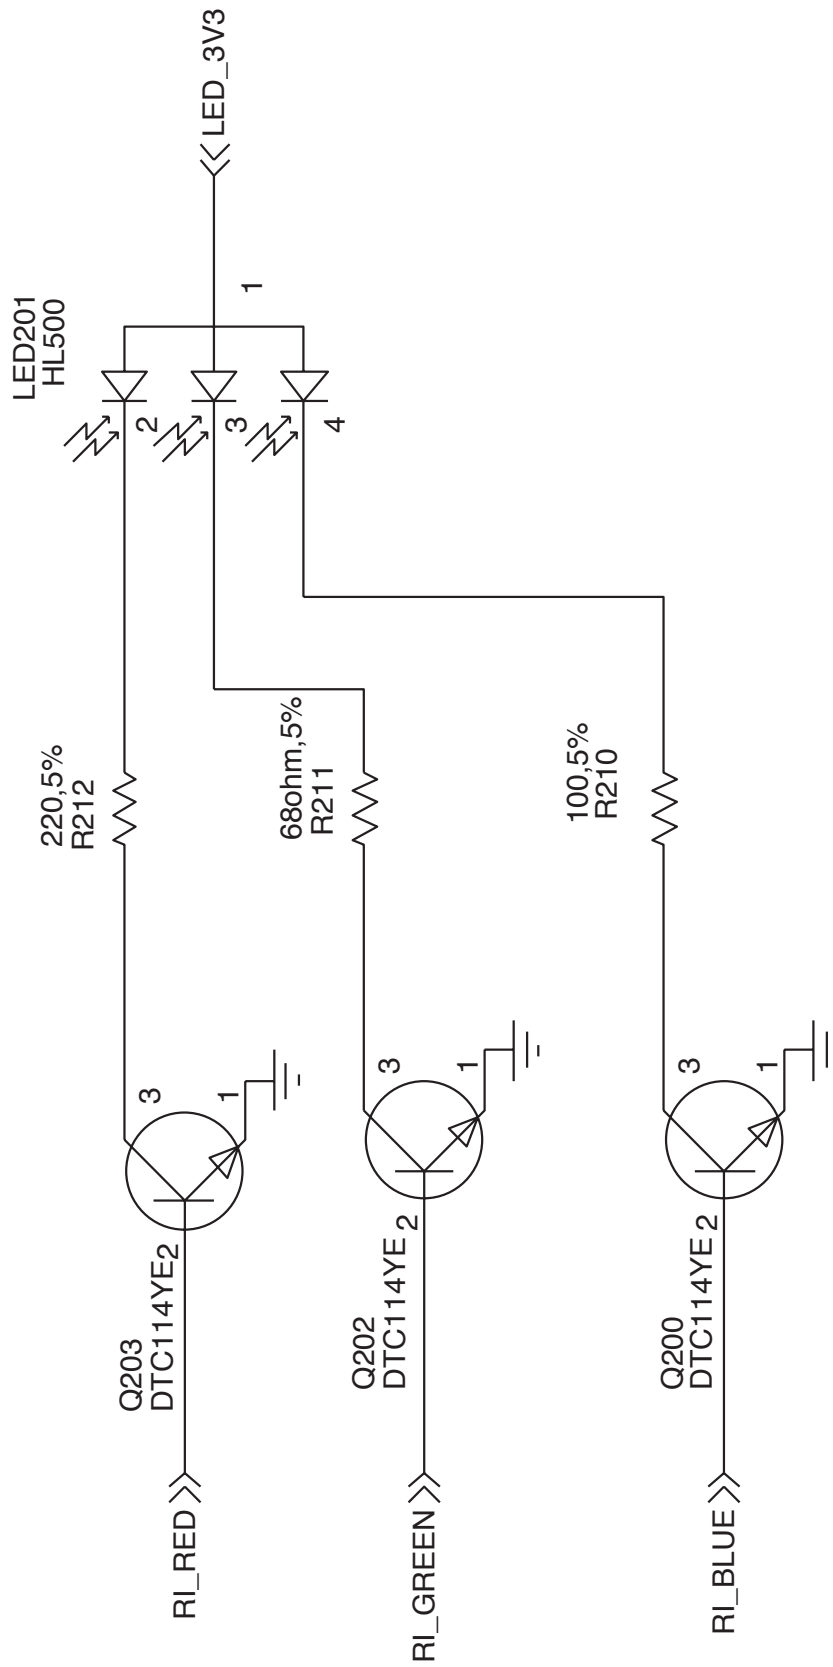 LED_3V3
LED201
HL500
1
2
3
4
220,5%
R212
68ohm,5%
R211
100,5%
R210
3
1
2
Q203
DTC114YE
RI_RED
3
1
2
Q202
DTC114YE
RI_GREEN
3
1
2
Q200
DTC114YE
RI_BLUE